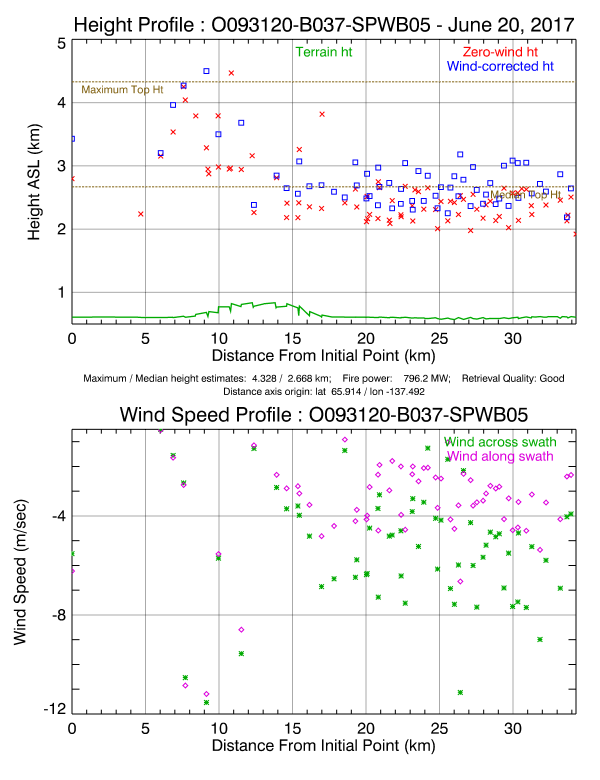 Height Profile : O093120-B037-SPWB05 - June 20, 2017
Terrain ht
Zero-wind ht
Wind-corrected ht
Maximum Top Ht
Median Top Ht
Height ASL (km)
5
4
3
2
1
0 5 10 15 20 25 30
Distance From Initial Point (km)
Maximum / Median height estimates: 4.328 / 2.668 km; Fire power: 796.2 MW; Retrieval Quality: Good
Distance axis origin: lat 65.914 / lon -137.492
Wind Speed Profile : O093120-B037-SPWB05
Wind across swath
Wind along swath
Wind Speed (m/sec)
-4
-8
-12
0 5 10 15 20 25 30
Distance From Initial Point (km)